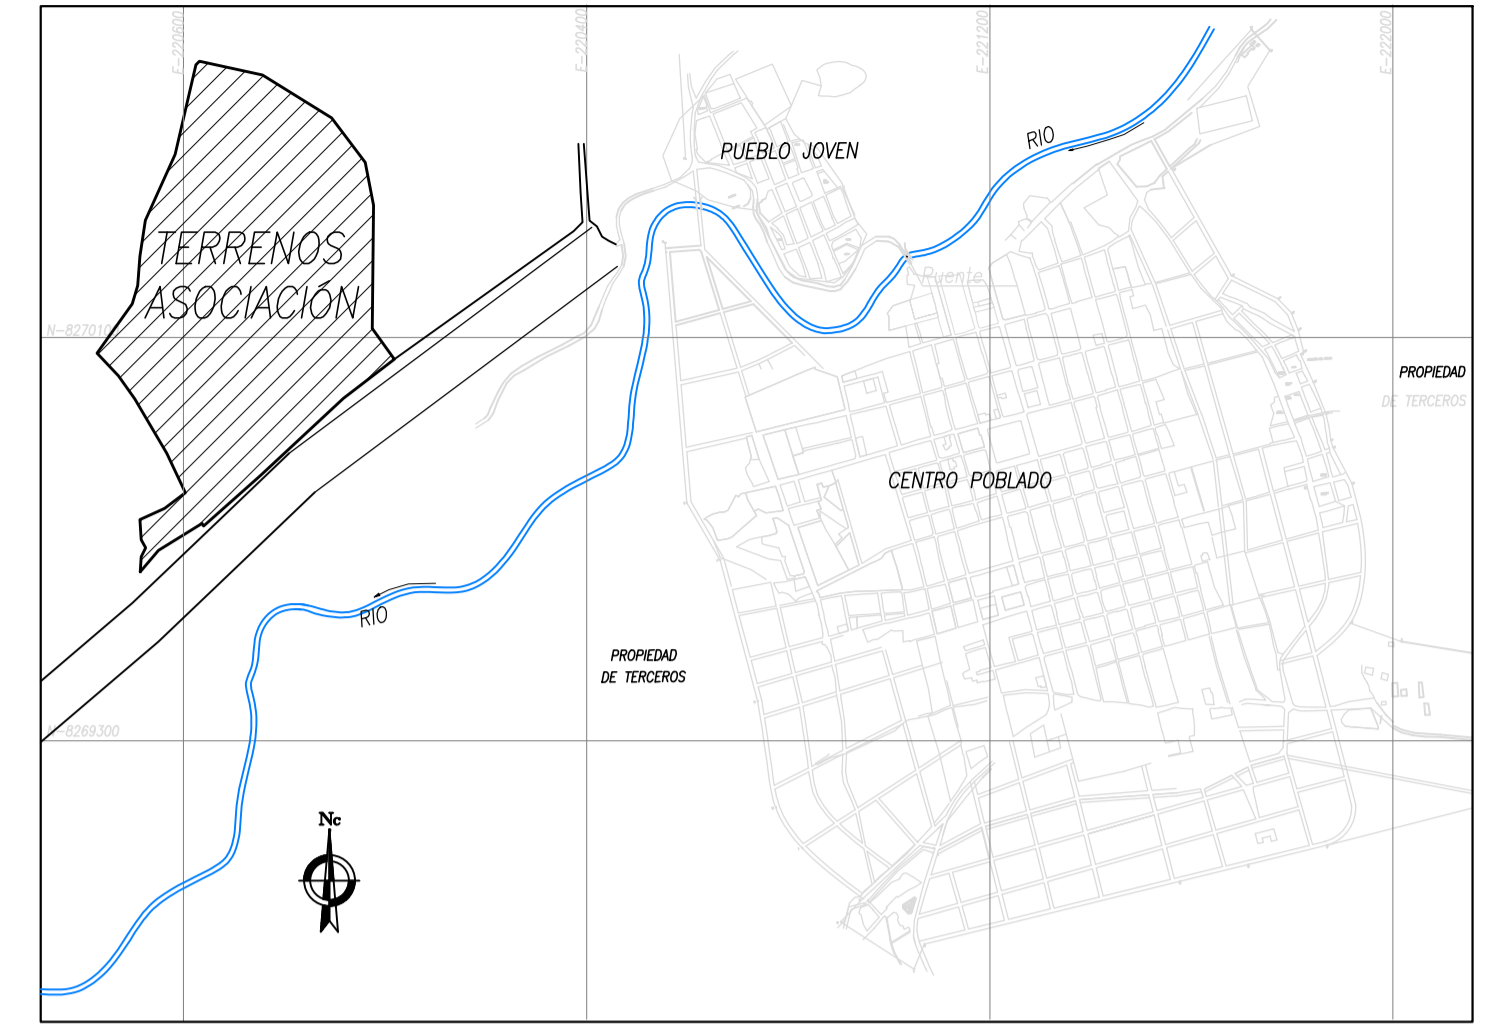 E-220600
E-220400
E-221200
E-222000
RIO
PUEBLO JOVEN
TERRENOS
ASOCIACIÓN
Puente
N-8270100
PROPIEDAD
DE TERCEROS
CENTRO POBLADO
RIO
PROPIEDAD
DE TERCEROS
N-8269300
Nc